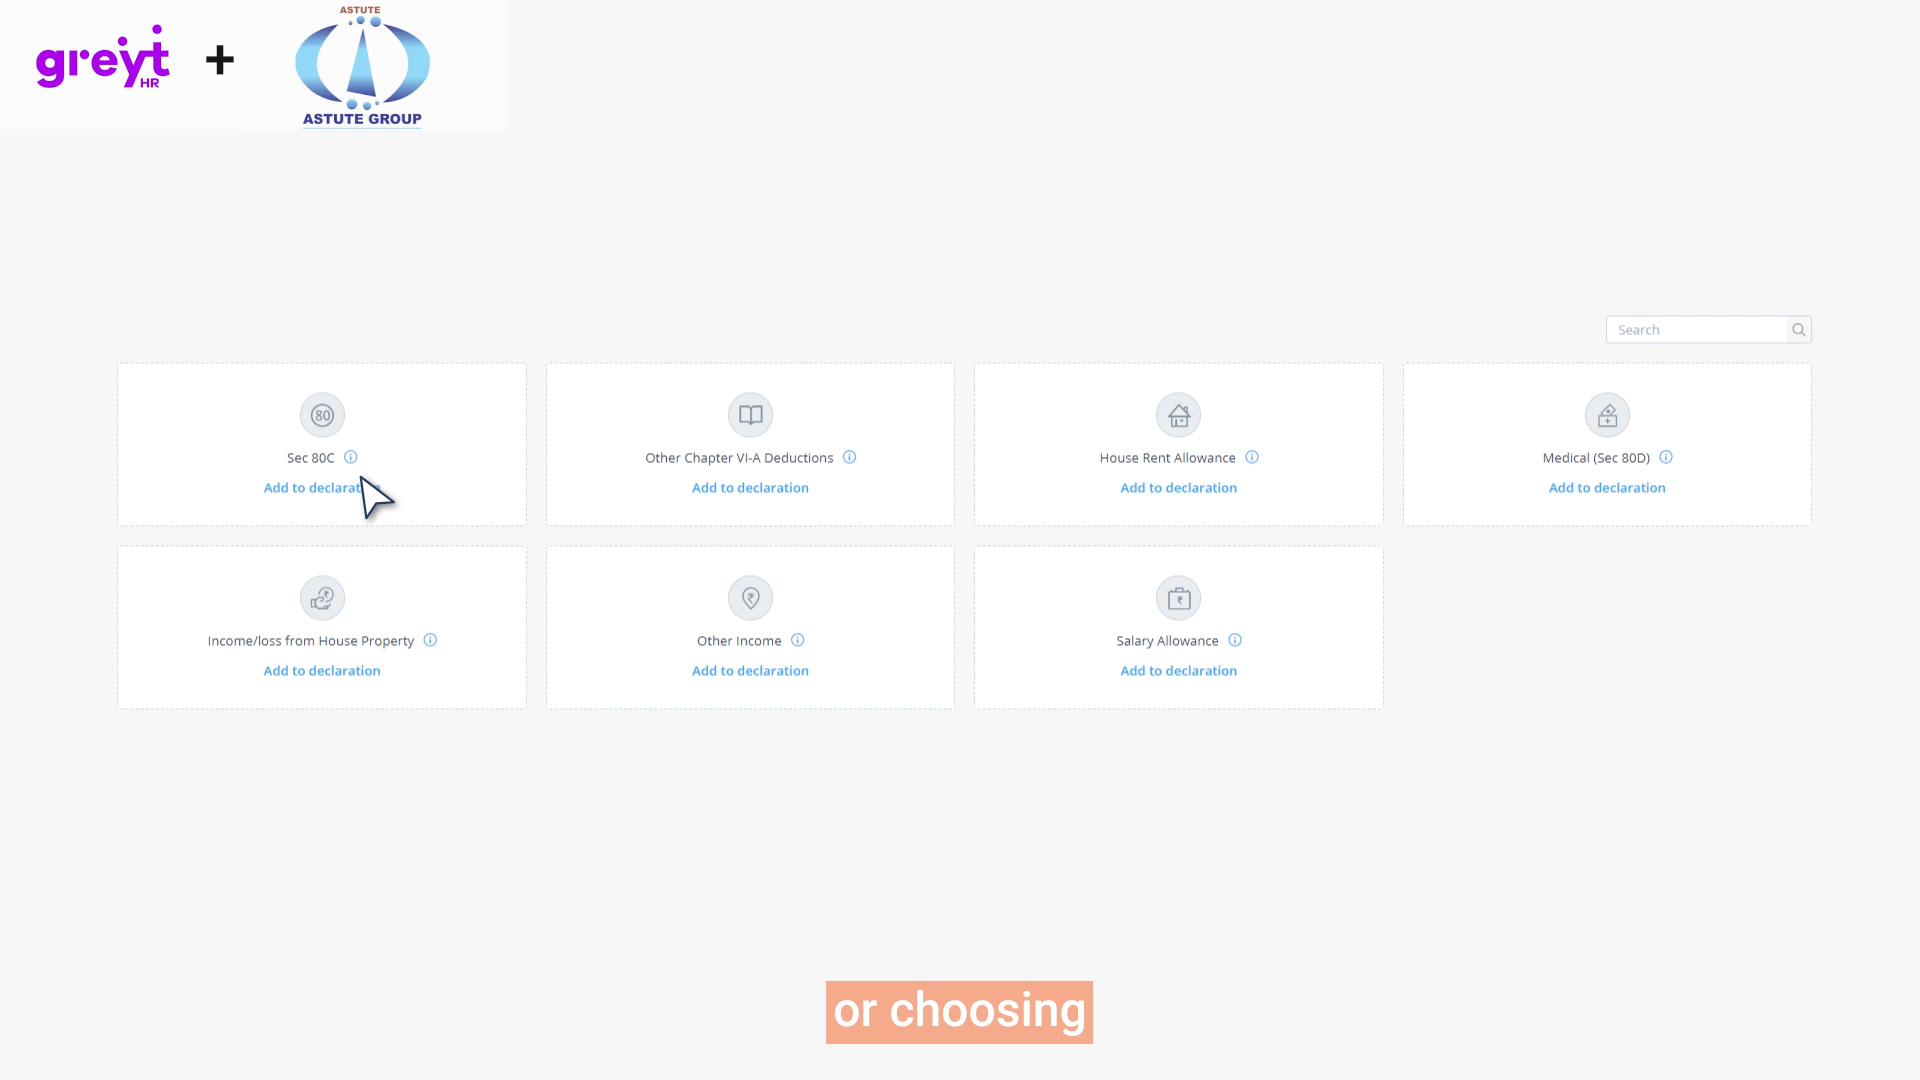 greyt
HR
+
ASTUTE
ASTUTE GROUP
Search
80
Sec 80C
Add to declaration
Other Chapter VI-A Deductions
Add to declaration
House Rent Allowance
Add to declaration
Medical (Sec 80D)
Add to declaration
Income/loss from House Property
Add to declaration
Other Income
Add to declaration
Salary Allowance
Add to declaration
or choosing